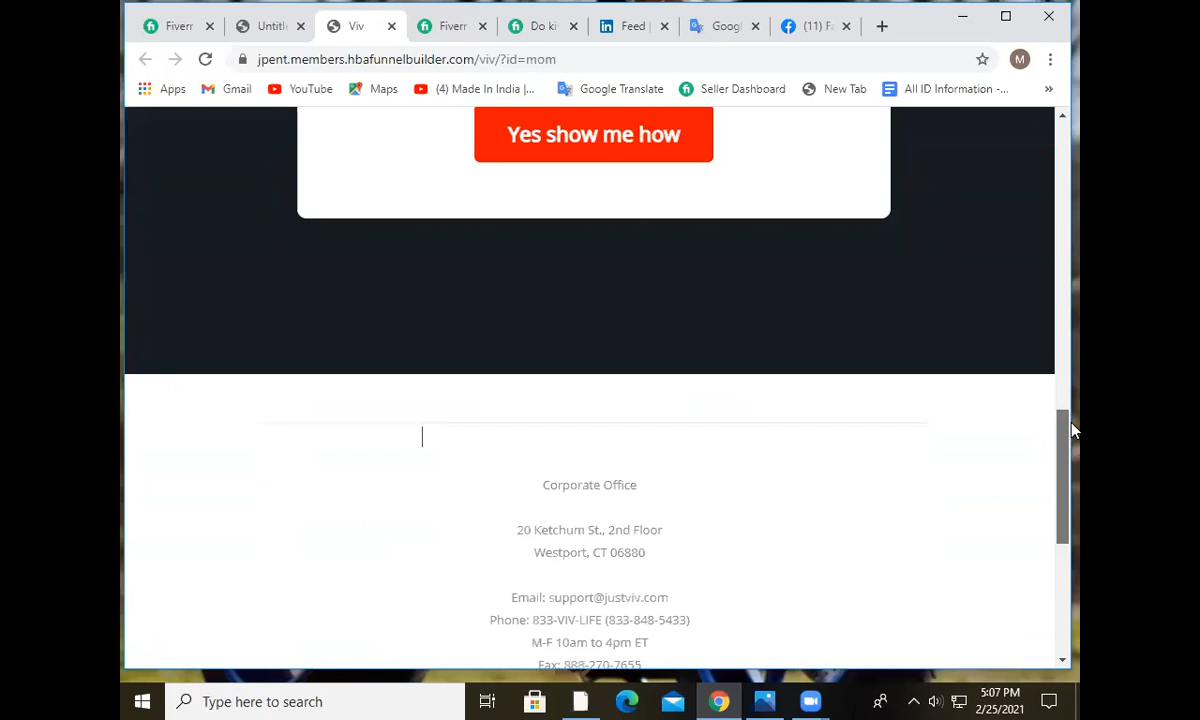 Fiverr
Untitl
Viv
Fiverr
Do ki
Feed |
Googl
(11) Fa
jpent.members.hbafunnelbuilder.com/viv/?id=mom
M
Apps
Gmail
YouTube
Maps
(4) Made In India |...
Google Translate
Seller Dashboard
New Tab
All ID Information -...
Yes show me how
Corporate Office
20 Ketchum St., 2nd Floor
Westport, CT 06880
Email: support@justviv.com
Phone: 833-VIV-LIFE (833-848-5433)
M-F 10am to 4pm ET
Fax: 888-270-7655
Type here to search
5:07 PM
2/25/2021